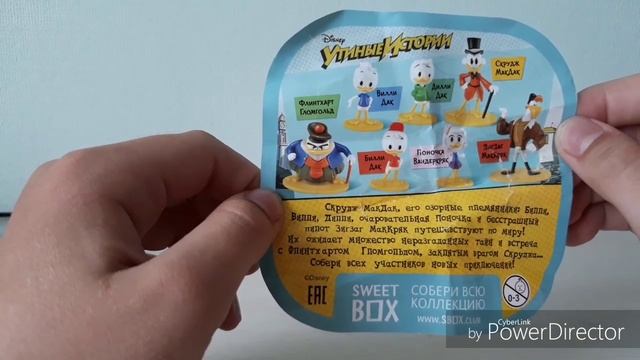 Disney
Утиные Истории
Скрудж
МакДак
Вилли
Дак
Дилли
Дак
Флинтхарт
Гломгольд
Билли
Дак
Поночка
Вандеркряк
Зигзаг
МакКряк
Скрудж МакДак, его озорные племянники: Билли,
Вилли, Дилли, очаровательная Поночка и бесстрашный
пилот Зигзаг МакКряк путешествуют по миру!
Их ожидает множество неразгаданных тайн и встреча
с Флинтхартом Гломгольдом, заклятым врагом Скруджа...
Собери всех участников новых приключений!
©Disney
EAC
SWEET
BOX
СОБЕРИ ВСЮ
КОЛЛЕКЦИЮ
www.SBOX.club
0-3
CyberLink
by PowerDirector